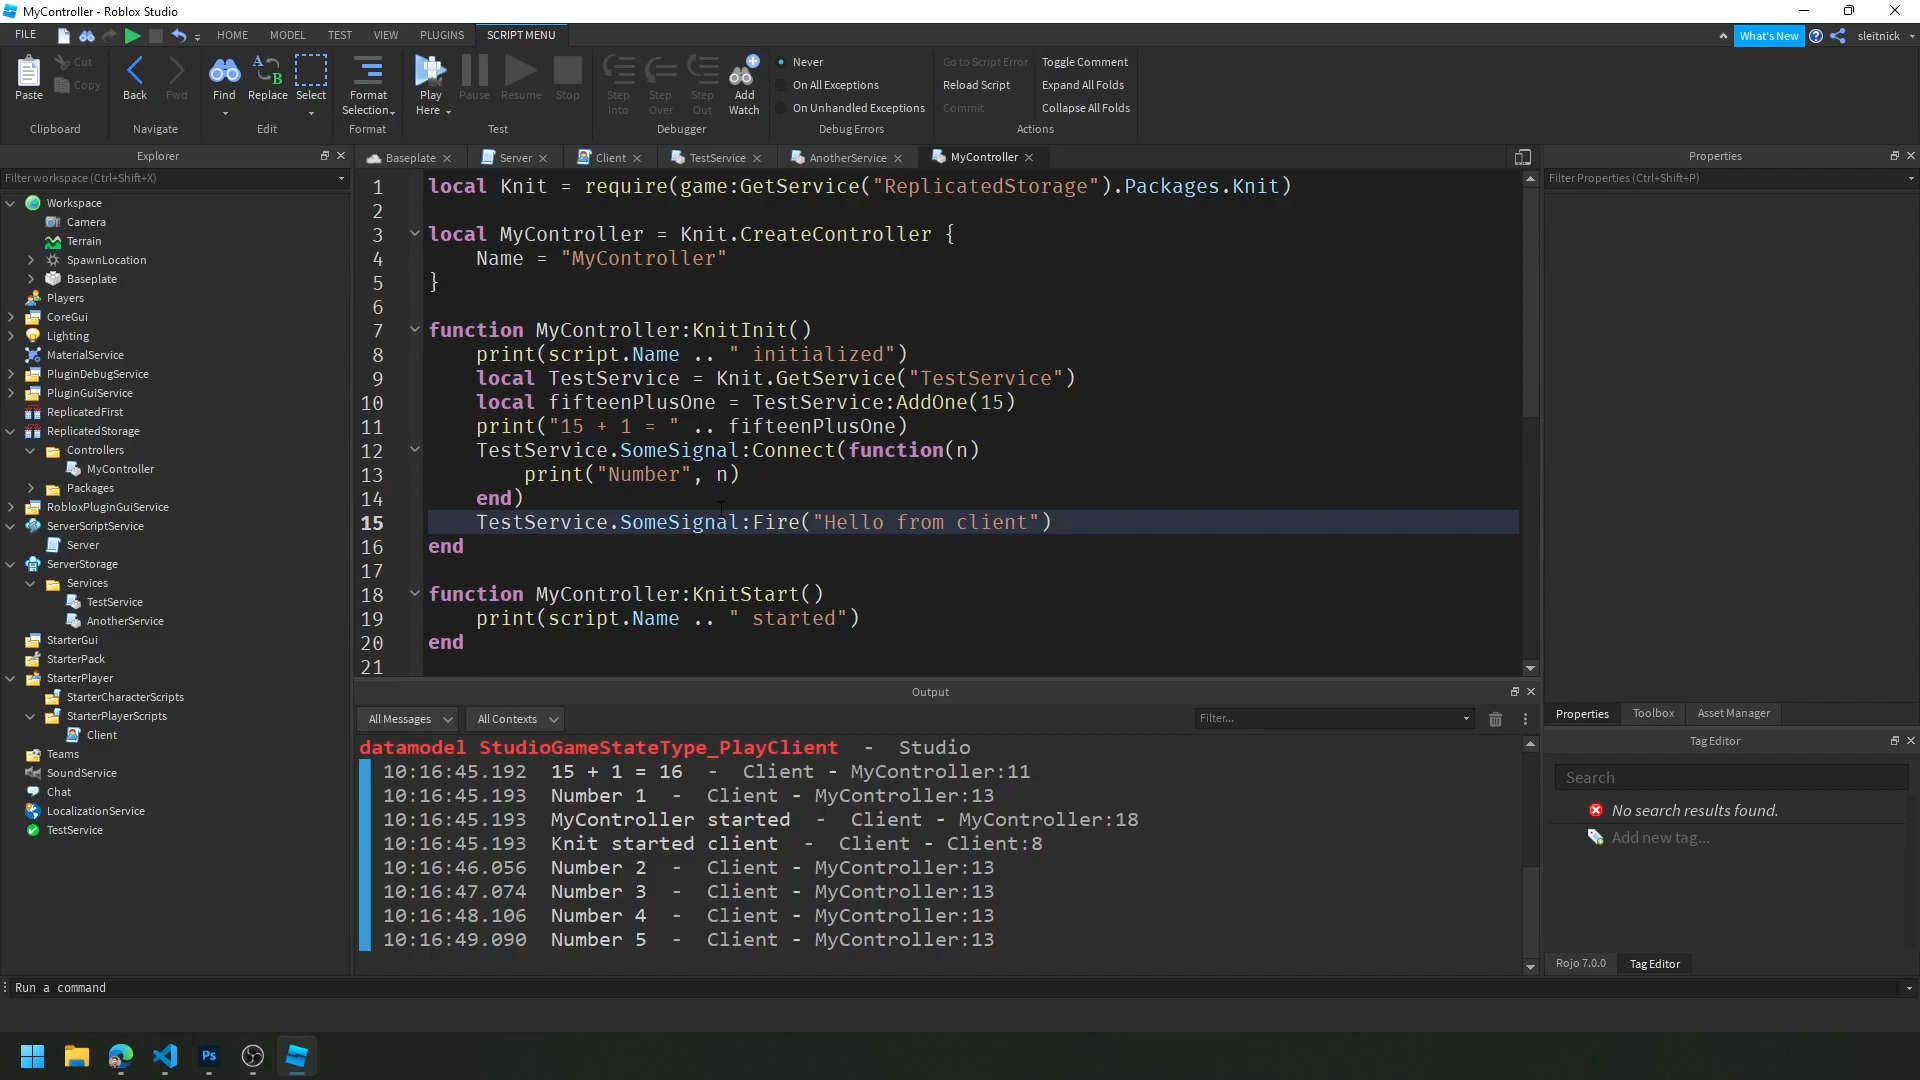 MyController - Roblox Studio
FILE HOME MODEL TEST VIEW PLUGINS SCRIPT MENU What's New sleitnick
Paste Cut Copy Clipboard
Back Fwd Navigate
Find Replace Select Edit
Format Selection Format
Play Here Pause Resume Stop Test
Step Into Step Over Step Out Add Watch Debugger
Never
On All Exceptions
On Unhandled Exceptions
Debug Errors
Go to Script Error Toggle Comment
Reload Script Expand All Folds
Commit Collapse All Folds
Actions
Explorer
Filter workspace (Ctrl+Shift+X)
Workspace
Camera
Terrain
SpawnLocation
Baseplate
Players
CoreGui
Lighting
MaterialService
PluginDebugService
PluginGuiService
ReplicatedFirst
ReplicatedStorage
Controllers
MyController
Packages
RobloxPluginGuiService
ServerScriptService
Server
ServerStorage
Services
TestService
AnotherService
StarterGui
StarterPack
StarterPlayer
StarterCharacterScripts
StarterPlayerScripts
Client
Teams
SoundService
Chat
LocalizationService
TestService
Baseplate Server Client TestService AnotherService MyController
1 local Knit = require(game:GetService("ReplicatedStorage").Packages.Knit)
2
3 local MyController = Knit.CreateController {
4 Name = "MyController"
5 }
6
7 function MyController:KnitInit()
8 print(script.Name .. " initialized")
9 local TestService = Knit.GetService("TestService")
10 local fifteenPlusOne = TestService:AddOne(15)
11 print("15 + 1 = " .. fifteenPlusOne)
12 TestService.SomeSignal:Connect(function(n)
13 print("Number", n)
14 end)
15 TestService.SomeSignal:Fire("Hello from client")
16 end
17
18 function MyController:KnitStart()
19 print(script.Name .. " started")
20 end
21
Output
All Messages All Contexts Filter...
datamodel StudioGameStateType_PlayClient - Studio
10:16:45.192 15 + 1 = 16 - Client - MyController:11
10:16:45.193 Number 1 - Client - MyController:13
10:16:45.193 MyController started - Client - MyController:18
10:16:45.193 Knit started client - Client - Client:8
10:16:46.056 Number 2 - Client - MyController:13
10:16:47.074 Number 3 - Client - MyController:13
10:16:48.106 Number 4 - Client - MyController:13
10:16:49.090 Number 5 - Client - MyController:13
Properties
Filter Properties (Ctrl+Shift+P)
Properties Toolbox Asset Manager
Tag Editor
Search
No search results found.
Add new tag...
Rojo 7.0.0 Tag Editor
Run a command
Ps